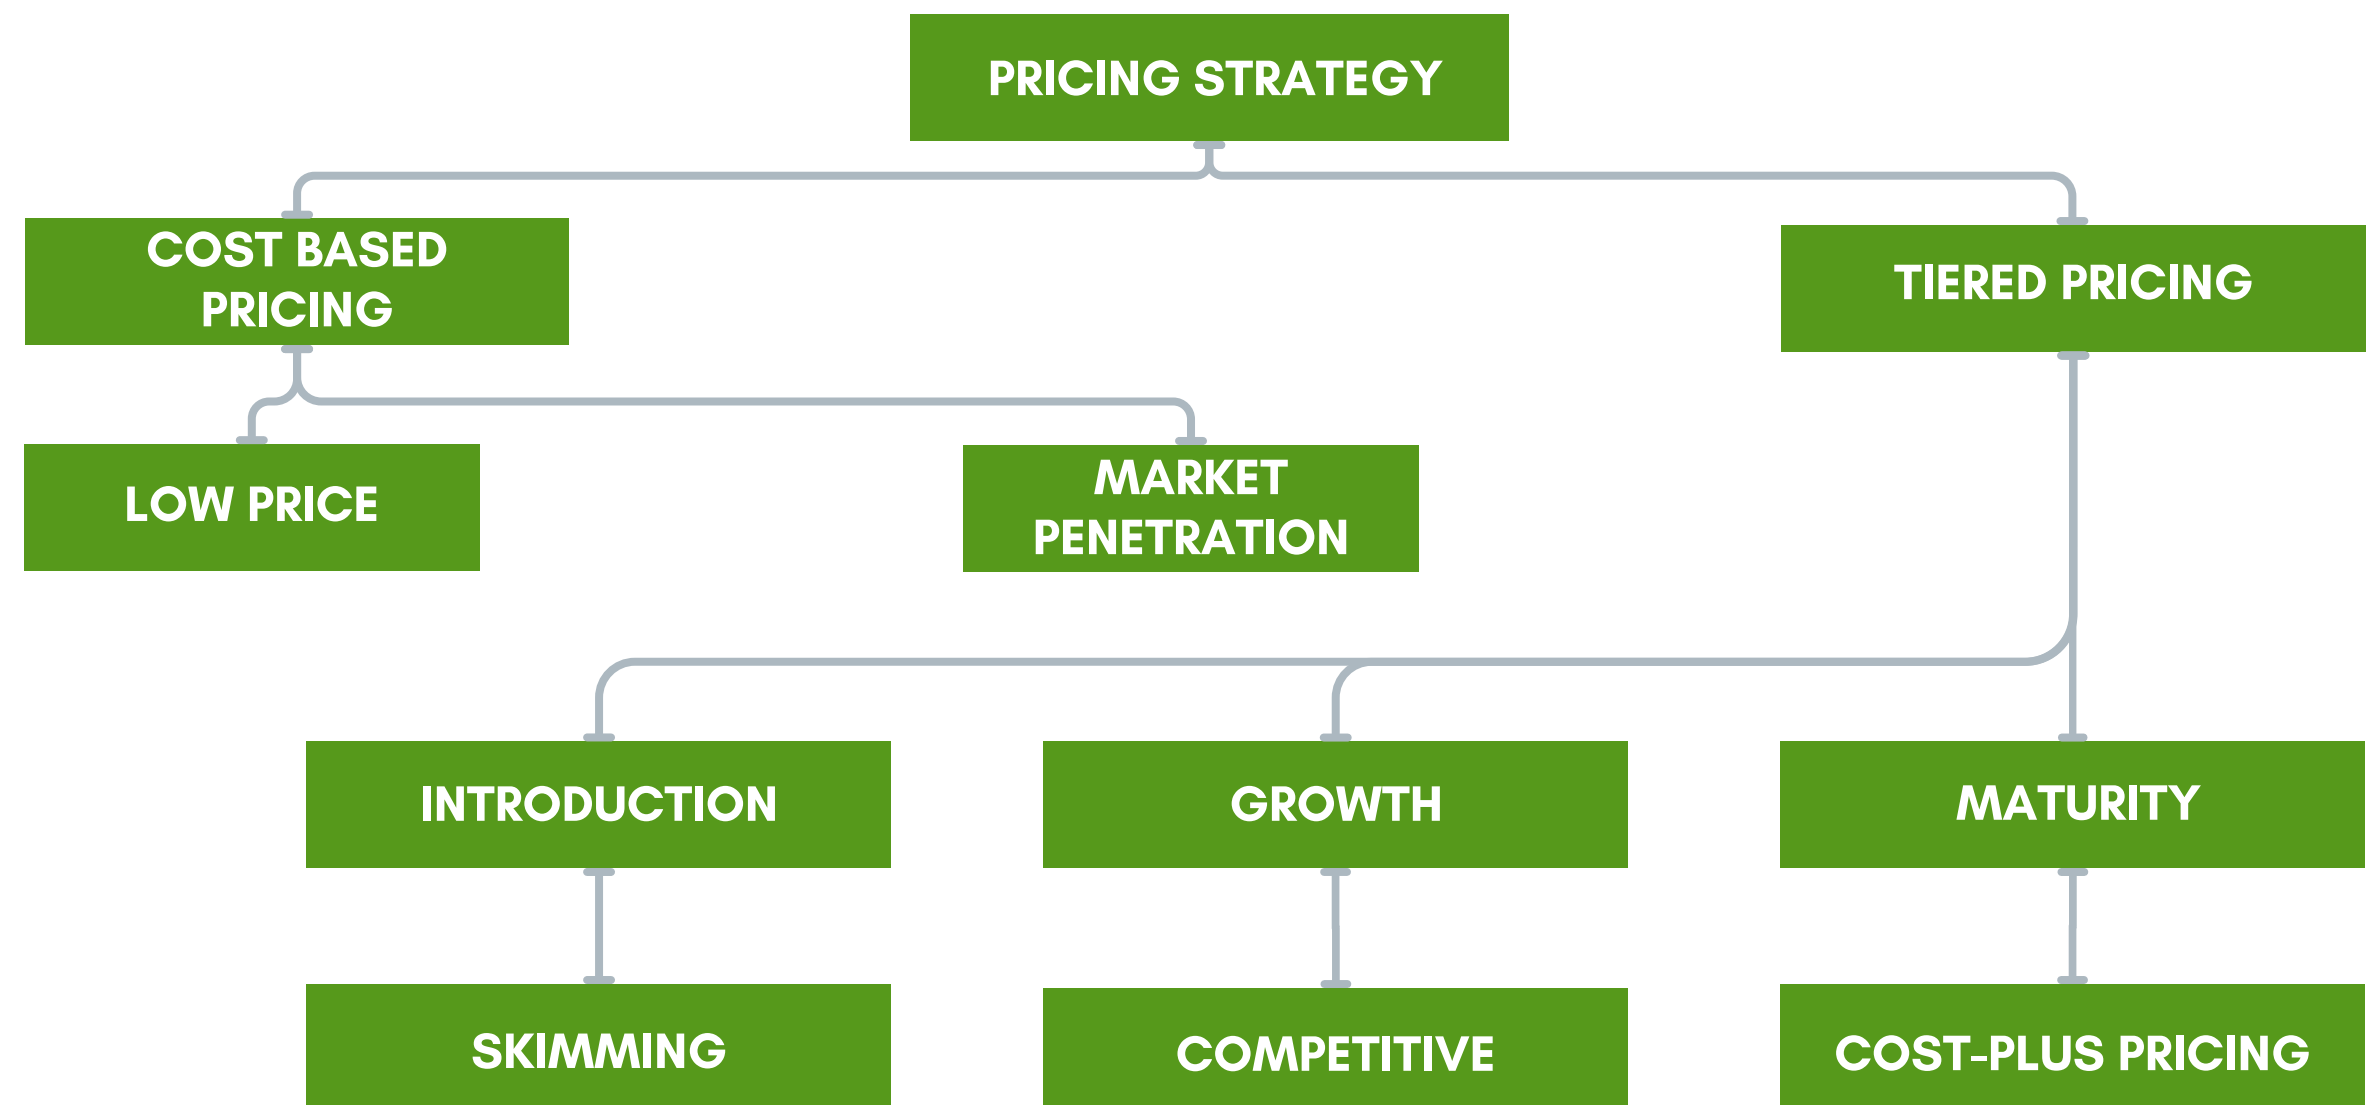 PRICING STRATEGY
COST BASED
PRICING
TIERED PRICING
LOW PRICE
MARKET
PENETRATION
INTRODUCTION
GROWTH
MATURITY
SKIMMING
COMPETITIVE
COST-PLUS PRICING